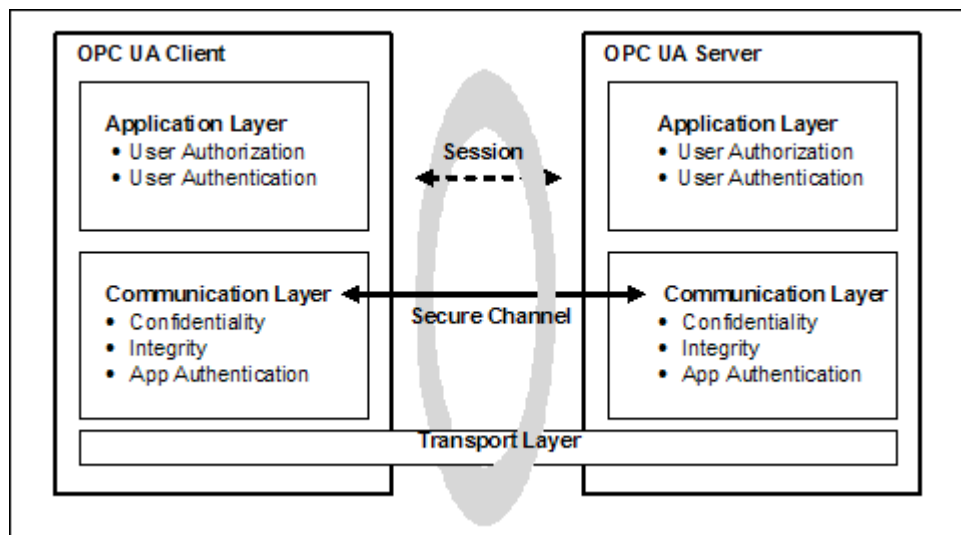 OPC UA Client
Application Layer
• User Authorization
• User Authentication
Communication Layer
• Confidentiality
• Integrity
• App Authentication
Session
Secure Channel
Transport Layer
OPC UA Server
Application Layer
• User Authorization
• User Authentication
Communication Layer
• Confidentiality
• Integrity
• App Authentication